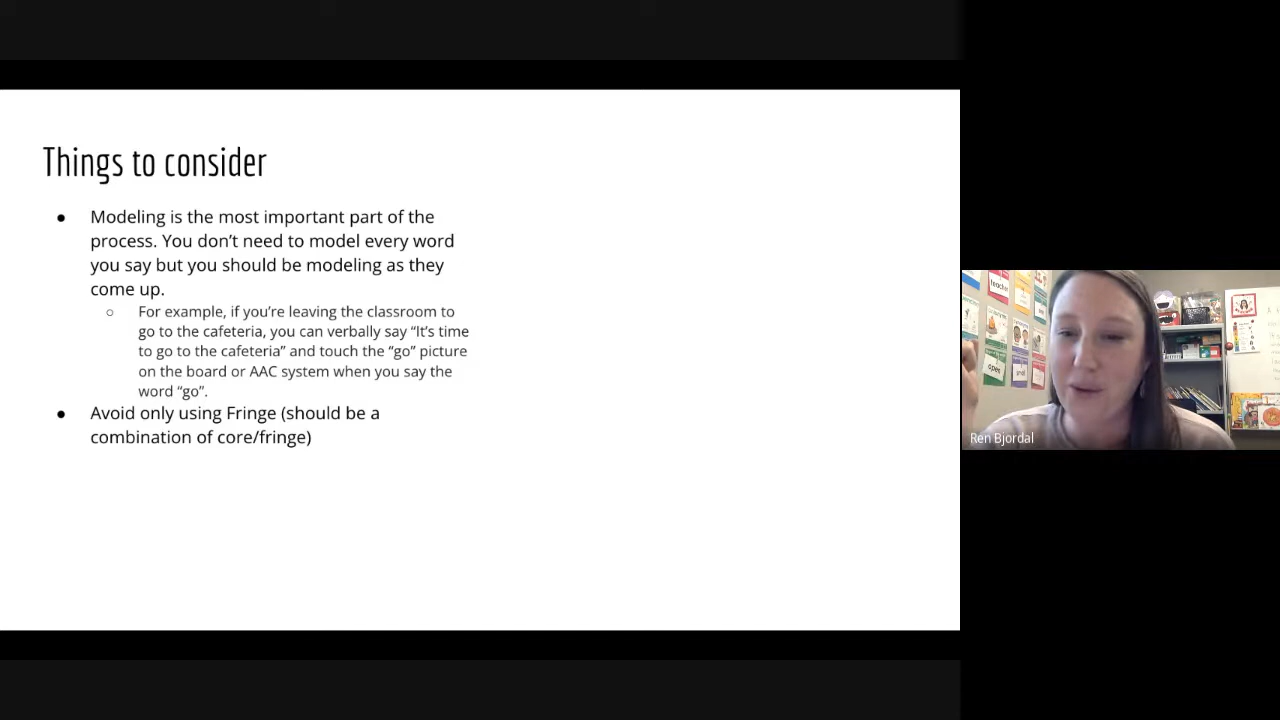 Things to consider
● Modeling is the most important part of the
process. You don’t need to model every word
you say but you should be modeling as they
come up.
○ For example, if you’re leaving the classroom to
go to the cafeteria, you can verbally say “It’s time
to go to the cafeteria” and touch the “go” picture
on the board or AAC system when you say the
word “go”.
● Avoid only using Fringe (should be a
combination of core/fringe)
teacher
open
small
Ren Bjordal